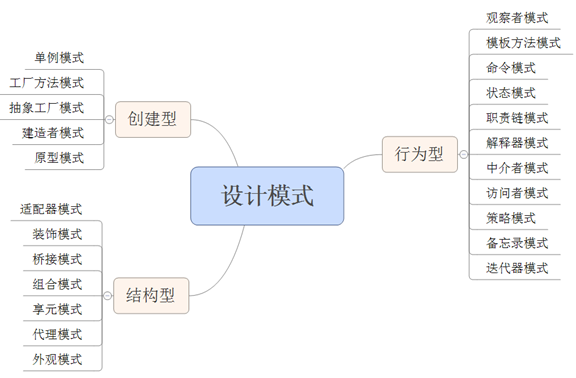 设计模式
创建型
单例模式
工厂方法模式
抽象工厂模式
建造者模式
原型模式
结构型
适配器模式
装饰模式
桥接模式
组合模式
享元模式
代理模式
外观模式
行为型
观察者模式
模板方法模式
命令模式
状态模式
职责链模式
解释器模式
中介者模式
访问者模式
策略模式
备忘录模式
迭代器模式